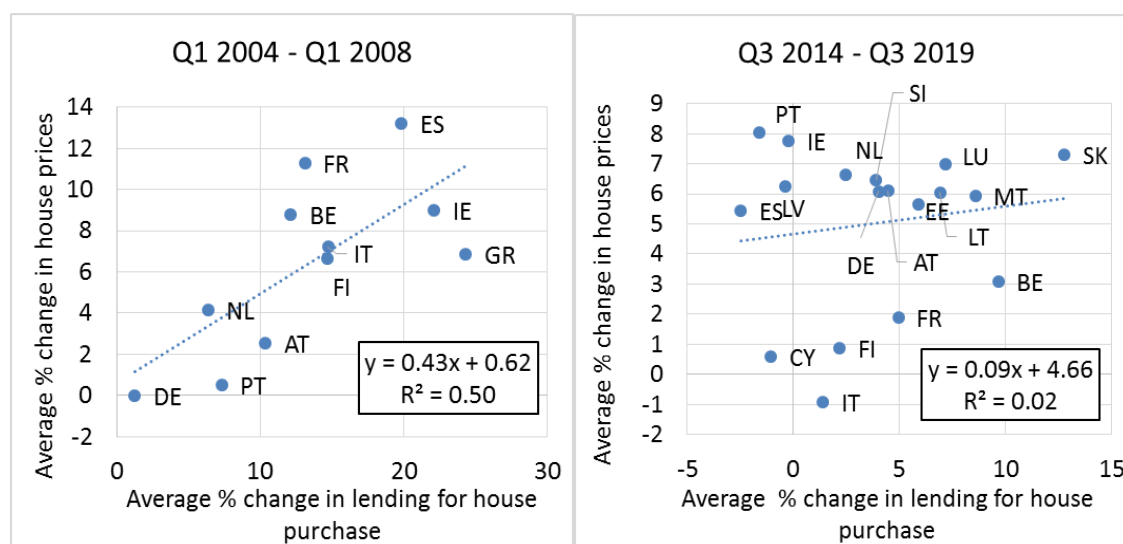 Q1 2004 - Q1 2008
Average % change in house prices
14
12
10
8
6
4
2
0
-2
ES
FR
BE
IE
IT
GR
FI
NL
AT
PT
DE
y = 0.43x + 0.62
R² = 0.50
0
10
20
30
Average % change in lending for house
purchase
Q3 2014 - Q3 2019
Average % change in house prices
9
8
7
6
5
4
3
2
1
0
-1
-2
SI
PT
IE
NL
LU
SK
ES
LV
EE
MT
LT
DE
AT
BE
FR
CY
FI
IT
y = 0.09x + 4.66
R² = 0.02
-5
0
5
10
15
Average % change in lending for house
purchase